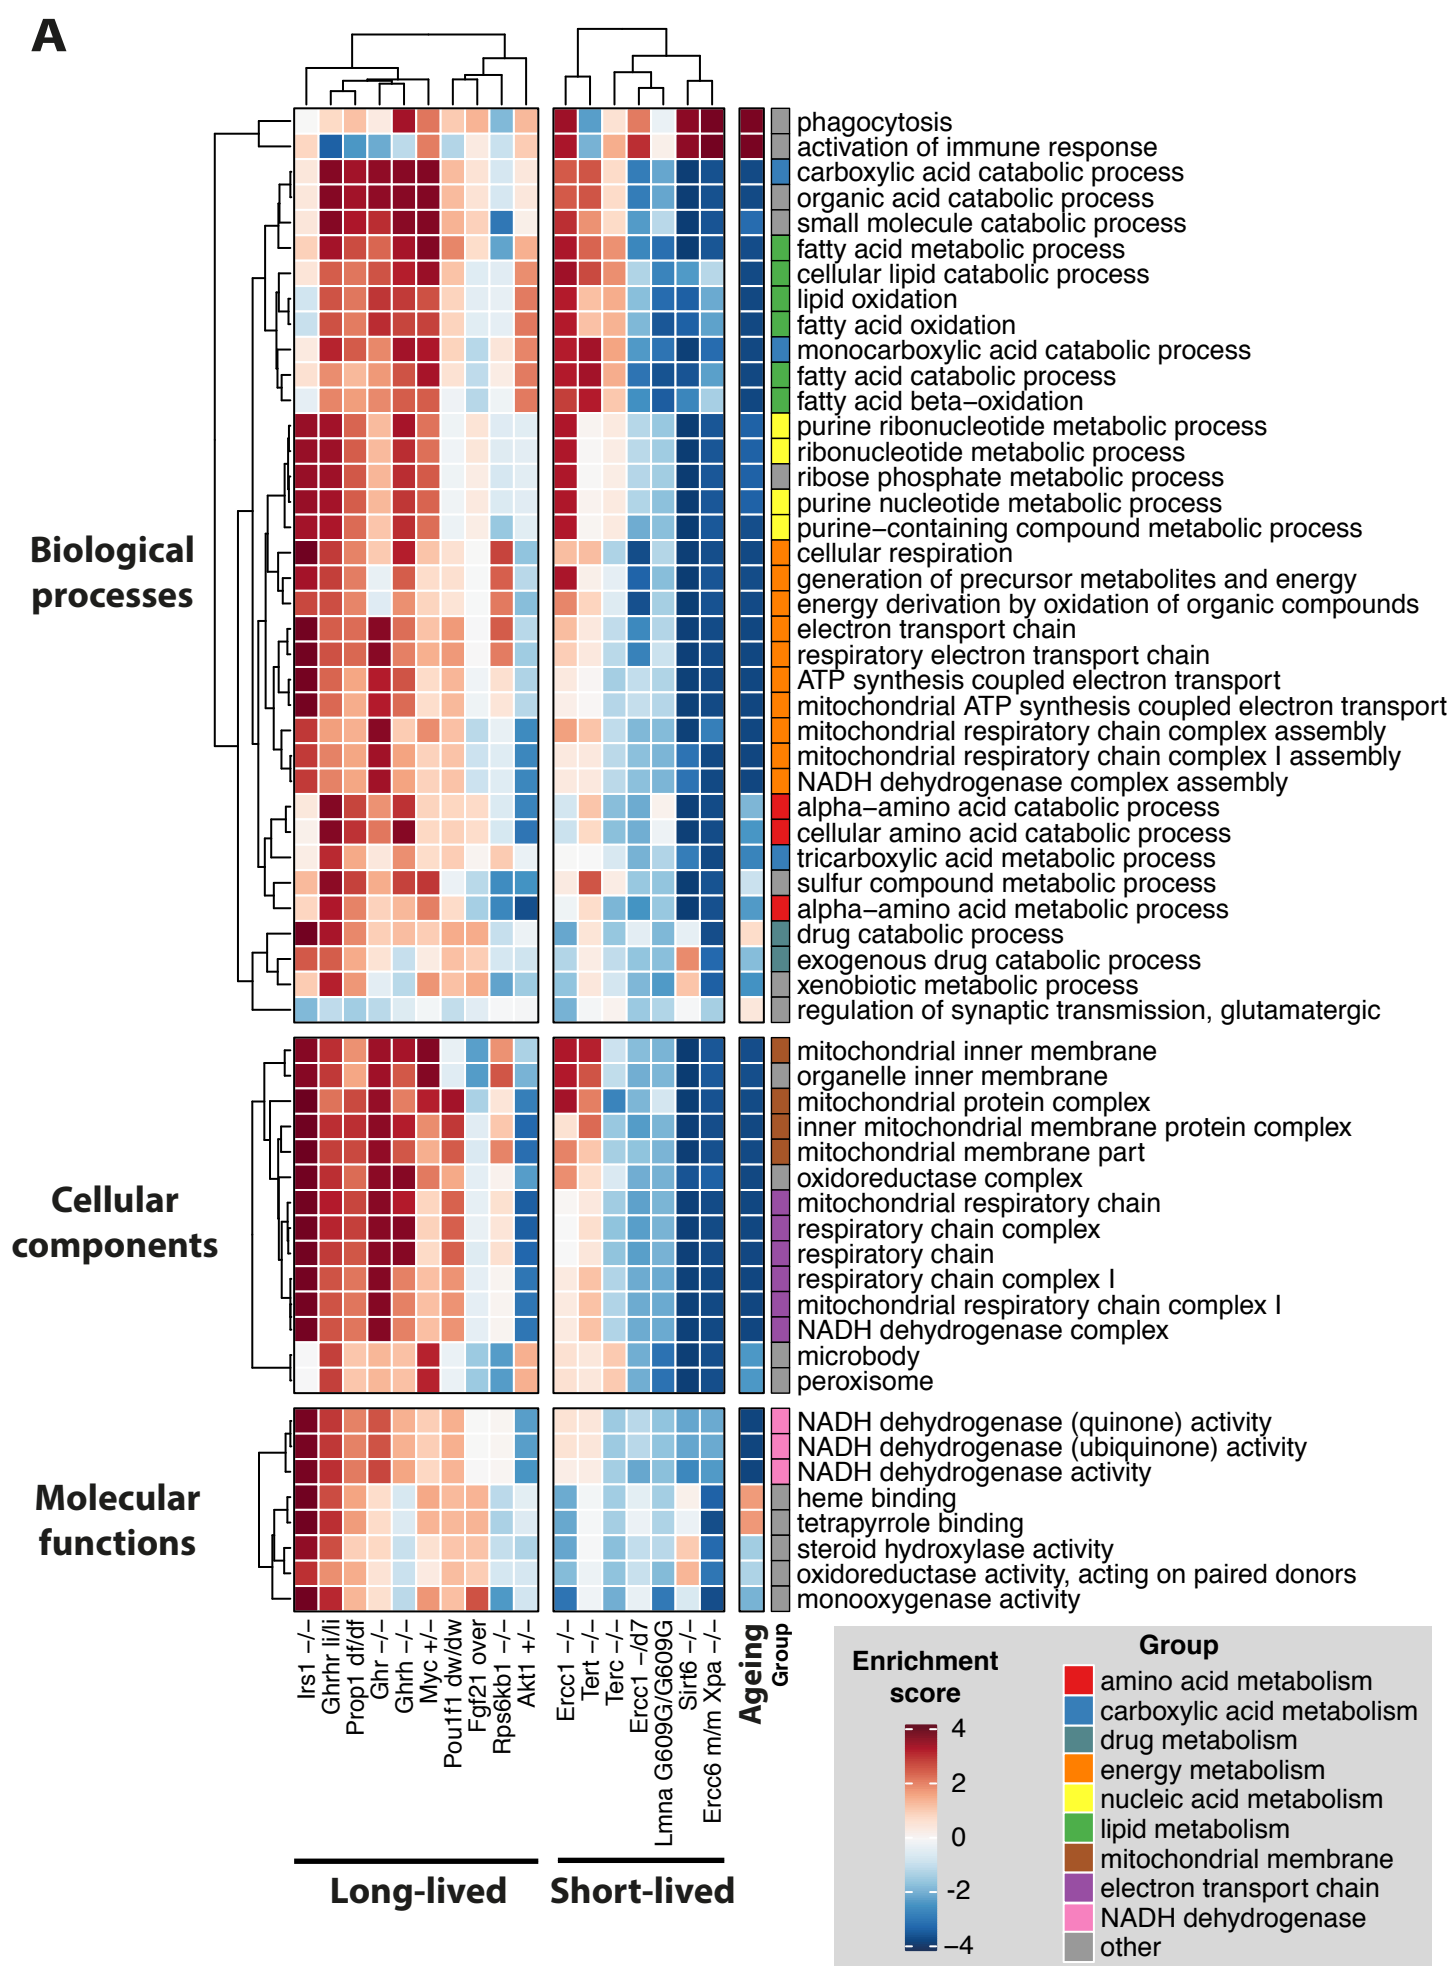 A
phagocytosis
activation of immune response
carboxylic acid catabolic process
organic acid catabolic process
small molecule catabolic process
fatty acid metabolic process
cellular lipid catabolic process
lipid oxidation
fatty acid oxidation
monocarboxylic acid catabolic process
fatty acid catabolic process
fatty acid beta−oxidation
purine ribonucleotide metabolic process
ribonucleotide metabolic process
ribose phosphate metabolic process
purine nucleotide metabolic process
purine−containing compound metabolic process
cellular respiration
generation of precursor metabolites and energy
energy derivation by oxidation of organic compounds
electron transport chain
respiratory electron transport chain
ATP synthesis coupled electron transport
mitochondrial ATP synthesis coupled electron transport
mitochondrial respiratory chain complex assembly
mitochondrial respiratory chain complex I assembly
NADH dehydrogenase complex assembly
alpha−amino acid catabolic process
cellular amino acid catabolic process
tricarboxylic acid metabolic process
sulfur compound metabolic process
alpha−amino acid metabolic process
drug catabolic process
exogenous drug catabolic process
xenobiotic metabolic process
regulation of synaptic transmission, glutamatergic
Biological
processes
mitochondrial inner membrane
organelle inner membrane
mitochondrial protein complex
inner mitochondrial membrane protein complex
mitochondrial membrane part
oxidoreductase complex
mitochondrial respiratory chain
respiratory chain complex
respiratory chain
respiratory chain complex I
mitochondrial respiratory chain complex I
NADH dehydrogenase complex
microbody
peroxisome
Cellular
components
NADH dehydrogenase (quinone) activity
NADH dehydrogenase (ubiquinone) activity
NADH dehydrogenase activity
heme binding
tetrapyrrole binding
steroid hydroxylase activity
oxidoreductase activity, acting on paired donors
monooxygenase activity
Molecular
functions
Irs1 −/−
Ghrhr li/li
Prop1 df/df
Ghr −/−
Ghrh −/−
Myc +/−
Pou1f1 dw/dw
Fgf21 over
Rps6kb1 −/−
Akt1 +/−
Ercc1 −/−
Tert −/−
Terc −/−
Ercc1 −/d7
Lmna G609G/G609G
Sirt6 −/−
Ercc6 m/m Xpa −/−
Ageing
Group
Long-lived
Short-lived
Enrichment
score
4
2
0
-2
−4
Group
amino acid metabolism
carboxylic acid metabolism
drug metabolism
energy metabolism
nucleic acid metabolism
lipid metabolism
mitochondrial membrane
electron transport chain
NADH dehydrogenase
other